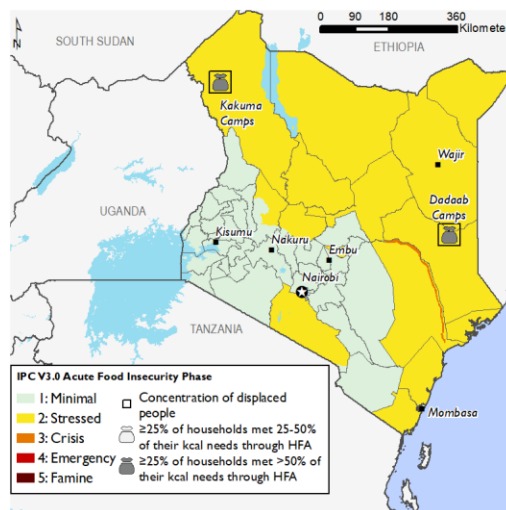 N
0 90 180 360
Kilomete
SOUTH SUDAN
ETHIOPIA
Kakuma
Camps
Wajir
Dadaab
Camps
UGANDA
Kisumu
Nakuru
Embu
Nairobi
TANZANIA
Mombasa
IPC V3.0 Acute Food Insecurity Phase
1: Minimal
2: Stressed
3: Crisis
4: Emergency
5: Famine
Concentration of displaced
people
≥25% of households met 25-50%
of their kcal needs through HFA
≥25% of households met >50% of
their kcal needs through HFA